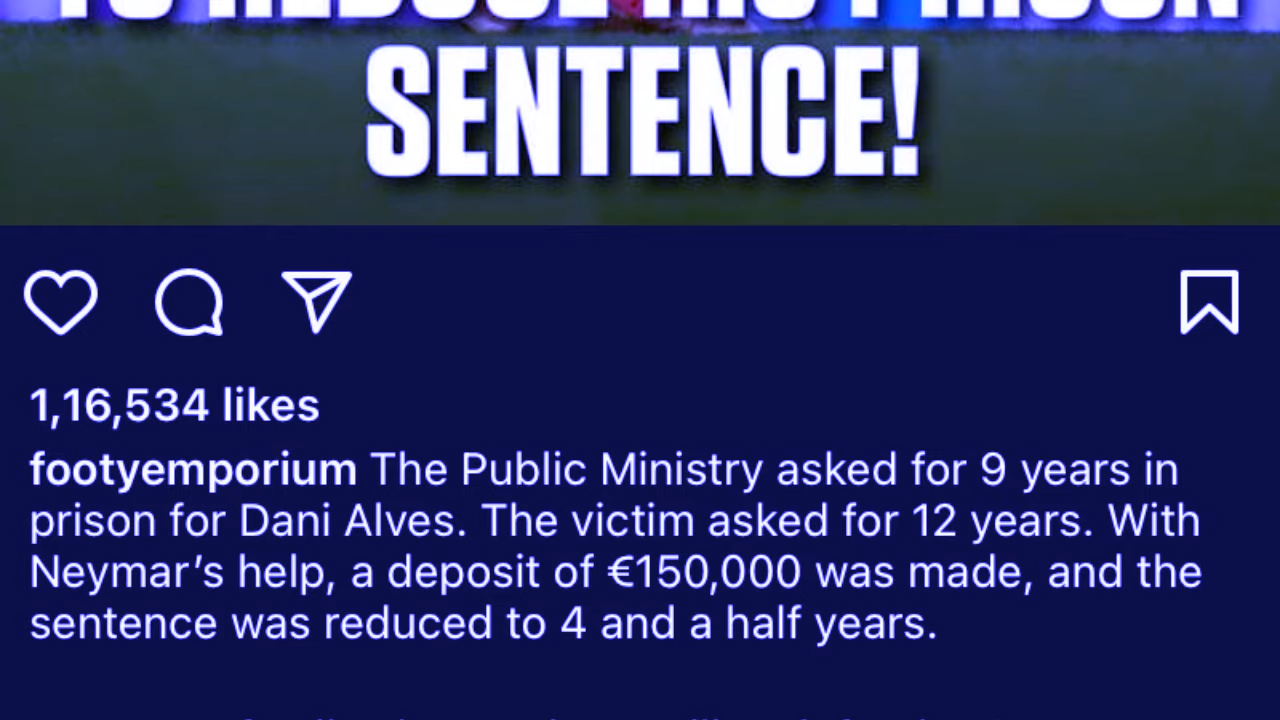 SENTENCE!
1,16,534 likes
footyemporium The Public Ministry asked for 9 years in
prison for Dani Alves. The victim asked for 12 years. With
Neymar’s help, a deposit of €150,000 was made, and the
sentence was reduced to 4 and a half years.